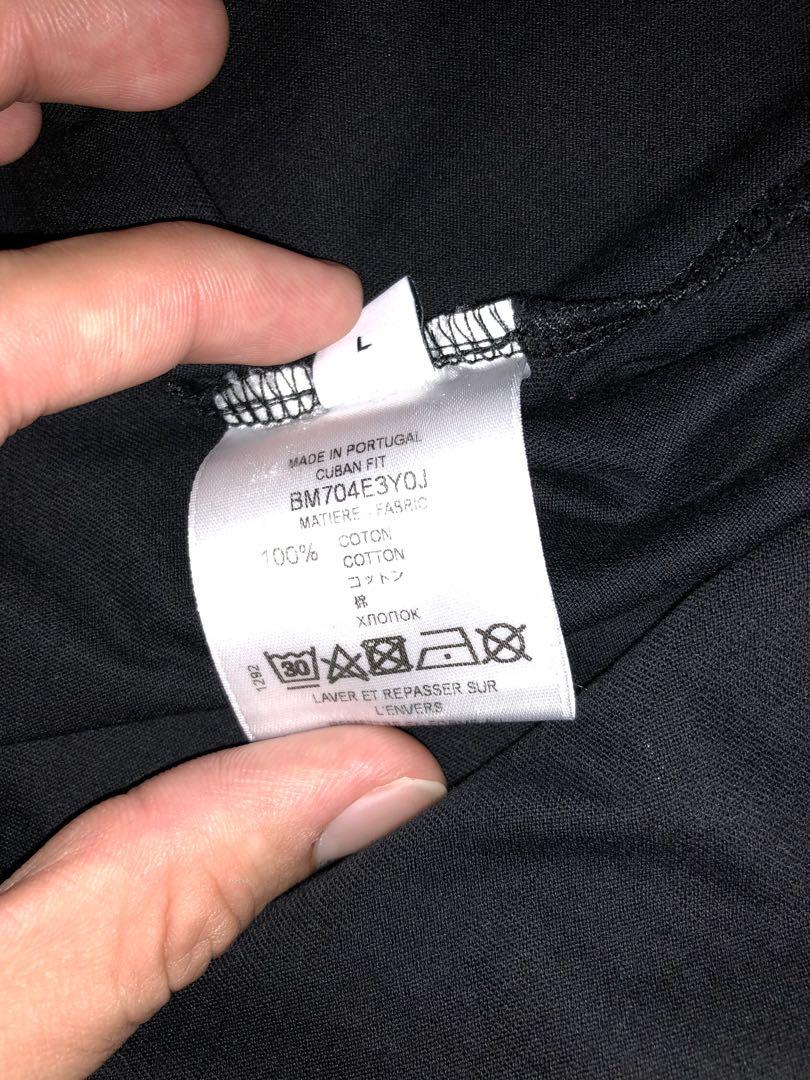 L
MADE IN PORTUGAL
CUBAN FIT
BM704E3Y0J
MATIERE - FABRIC
100% COTON
COTTON
コットン
棉
ХЛОПОК
30
1292
LAVER ET REPASSER SUR
L'ENVERS